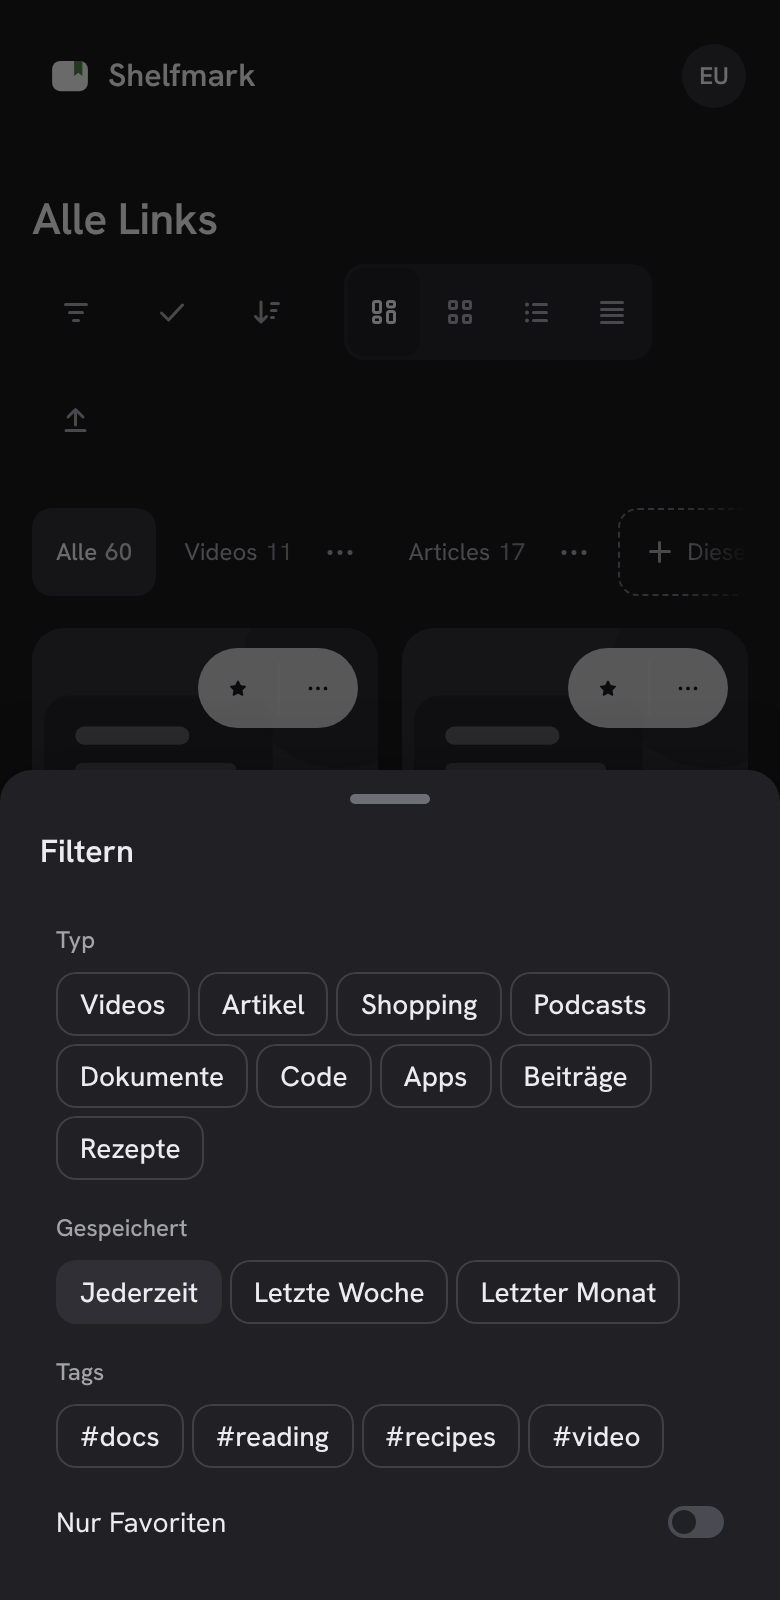 Shelfmark
EU
Alle Links
Alle 60 Videos 11 Articles 17 Diese
Filtern
Typ
Videos Artikel Shopping Podcasts
Dokumente Code Apps Beiträge
Rezepte
Gespeichert
Jederzeit Letzte Woche Letzter Monat
Tags
#docs #reading #recipes #video
Nur Favoriten